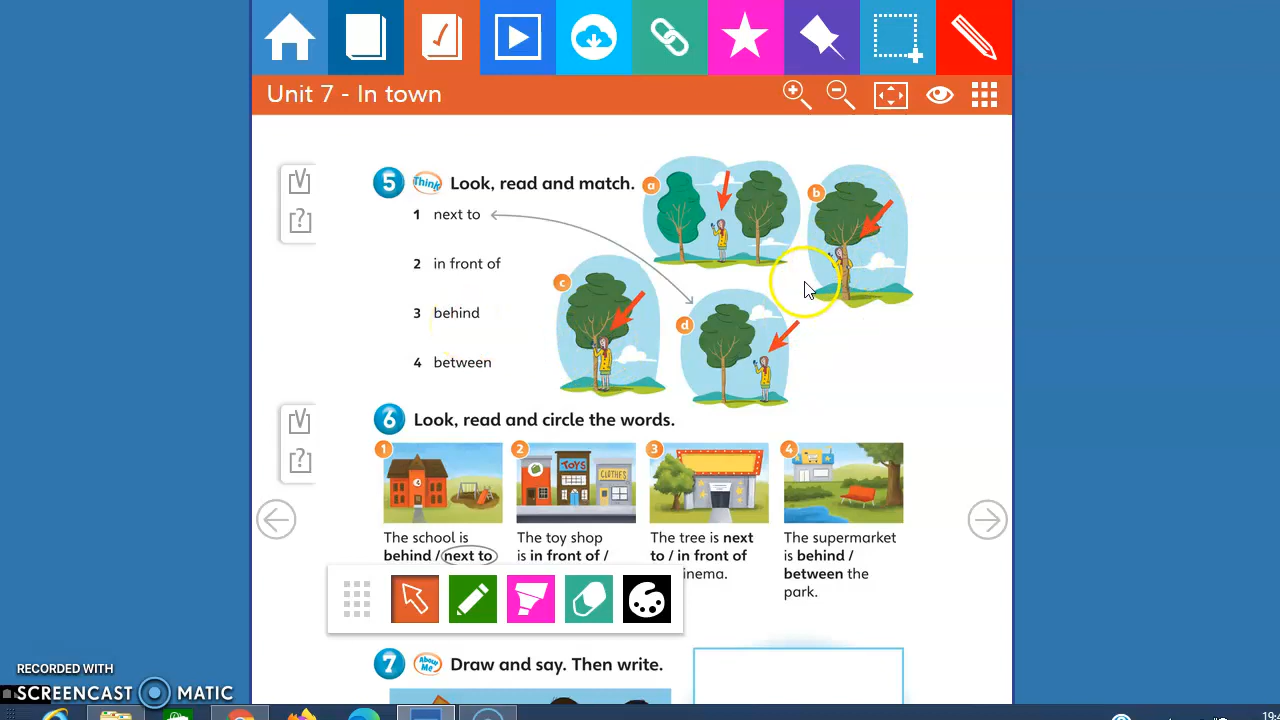 Unit 7 - In town
5 Think Look, read and match.
a
b
1 next to
2 in front of
c
3 behind
d
4 between
6 Look, read and circle the words.
1
2
TOYS
CLOTHES
3
4
The school is
behind / next to
The toy shop
is in front of /
The tree is next
to / in front of
inema.
The supermarket
is behind /
between the
park.
7 About Me Draw and say. Then write.
RECORDED WITH
SCREENCAST MATIC